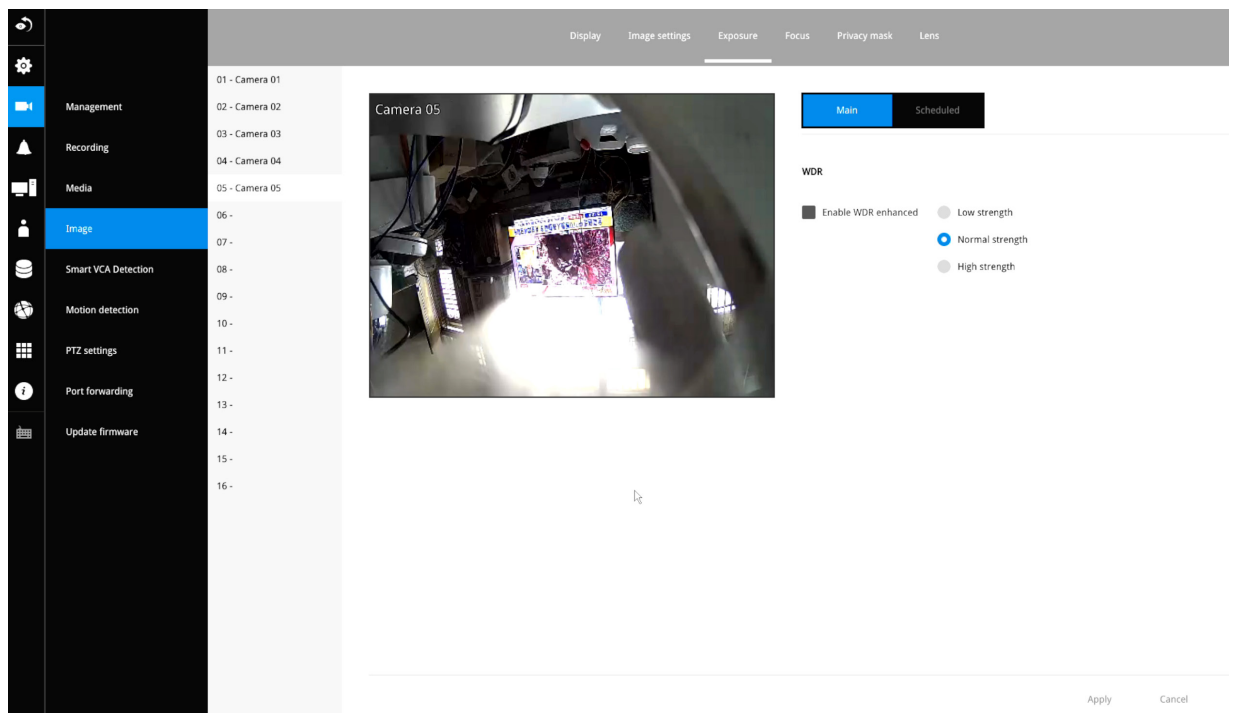 Display Image settings Exposure Focus Privacy mask Lens
Management
Recording
Media
Image
Smart VCA Detection
Motion detection
PTZ settings
Port forwarding
Update firmware
01 - Camera 01
02 - Camera 02
03 - Camera 03
04 - Camera 04
05 - Camera 05
06 -
07 -
08 -
09 -
10 -
11 -
12 -
13 -
14 -
15 -
16 -
Camera 05
Main Scheduled
WDR
Enable WDR enhanced Low strength
Normal strength
High strength
Apply Cancel